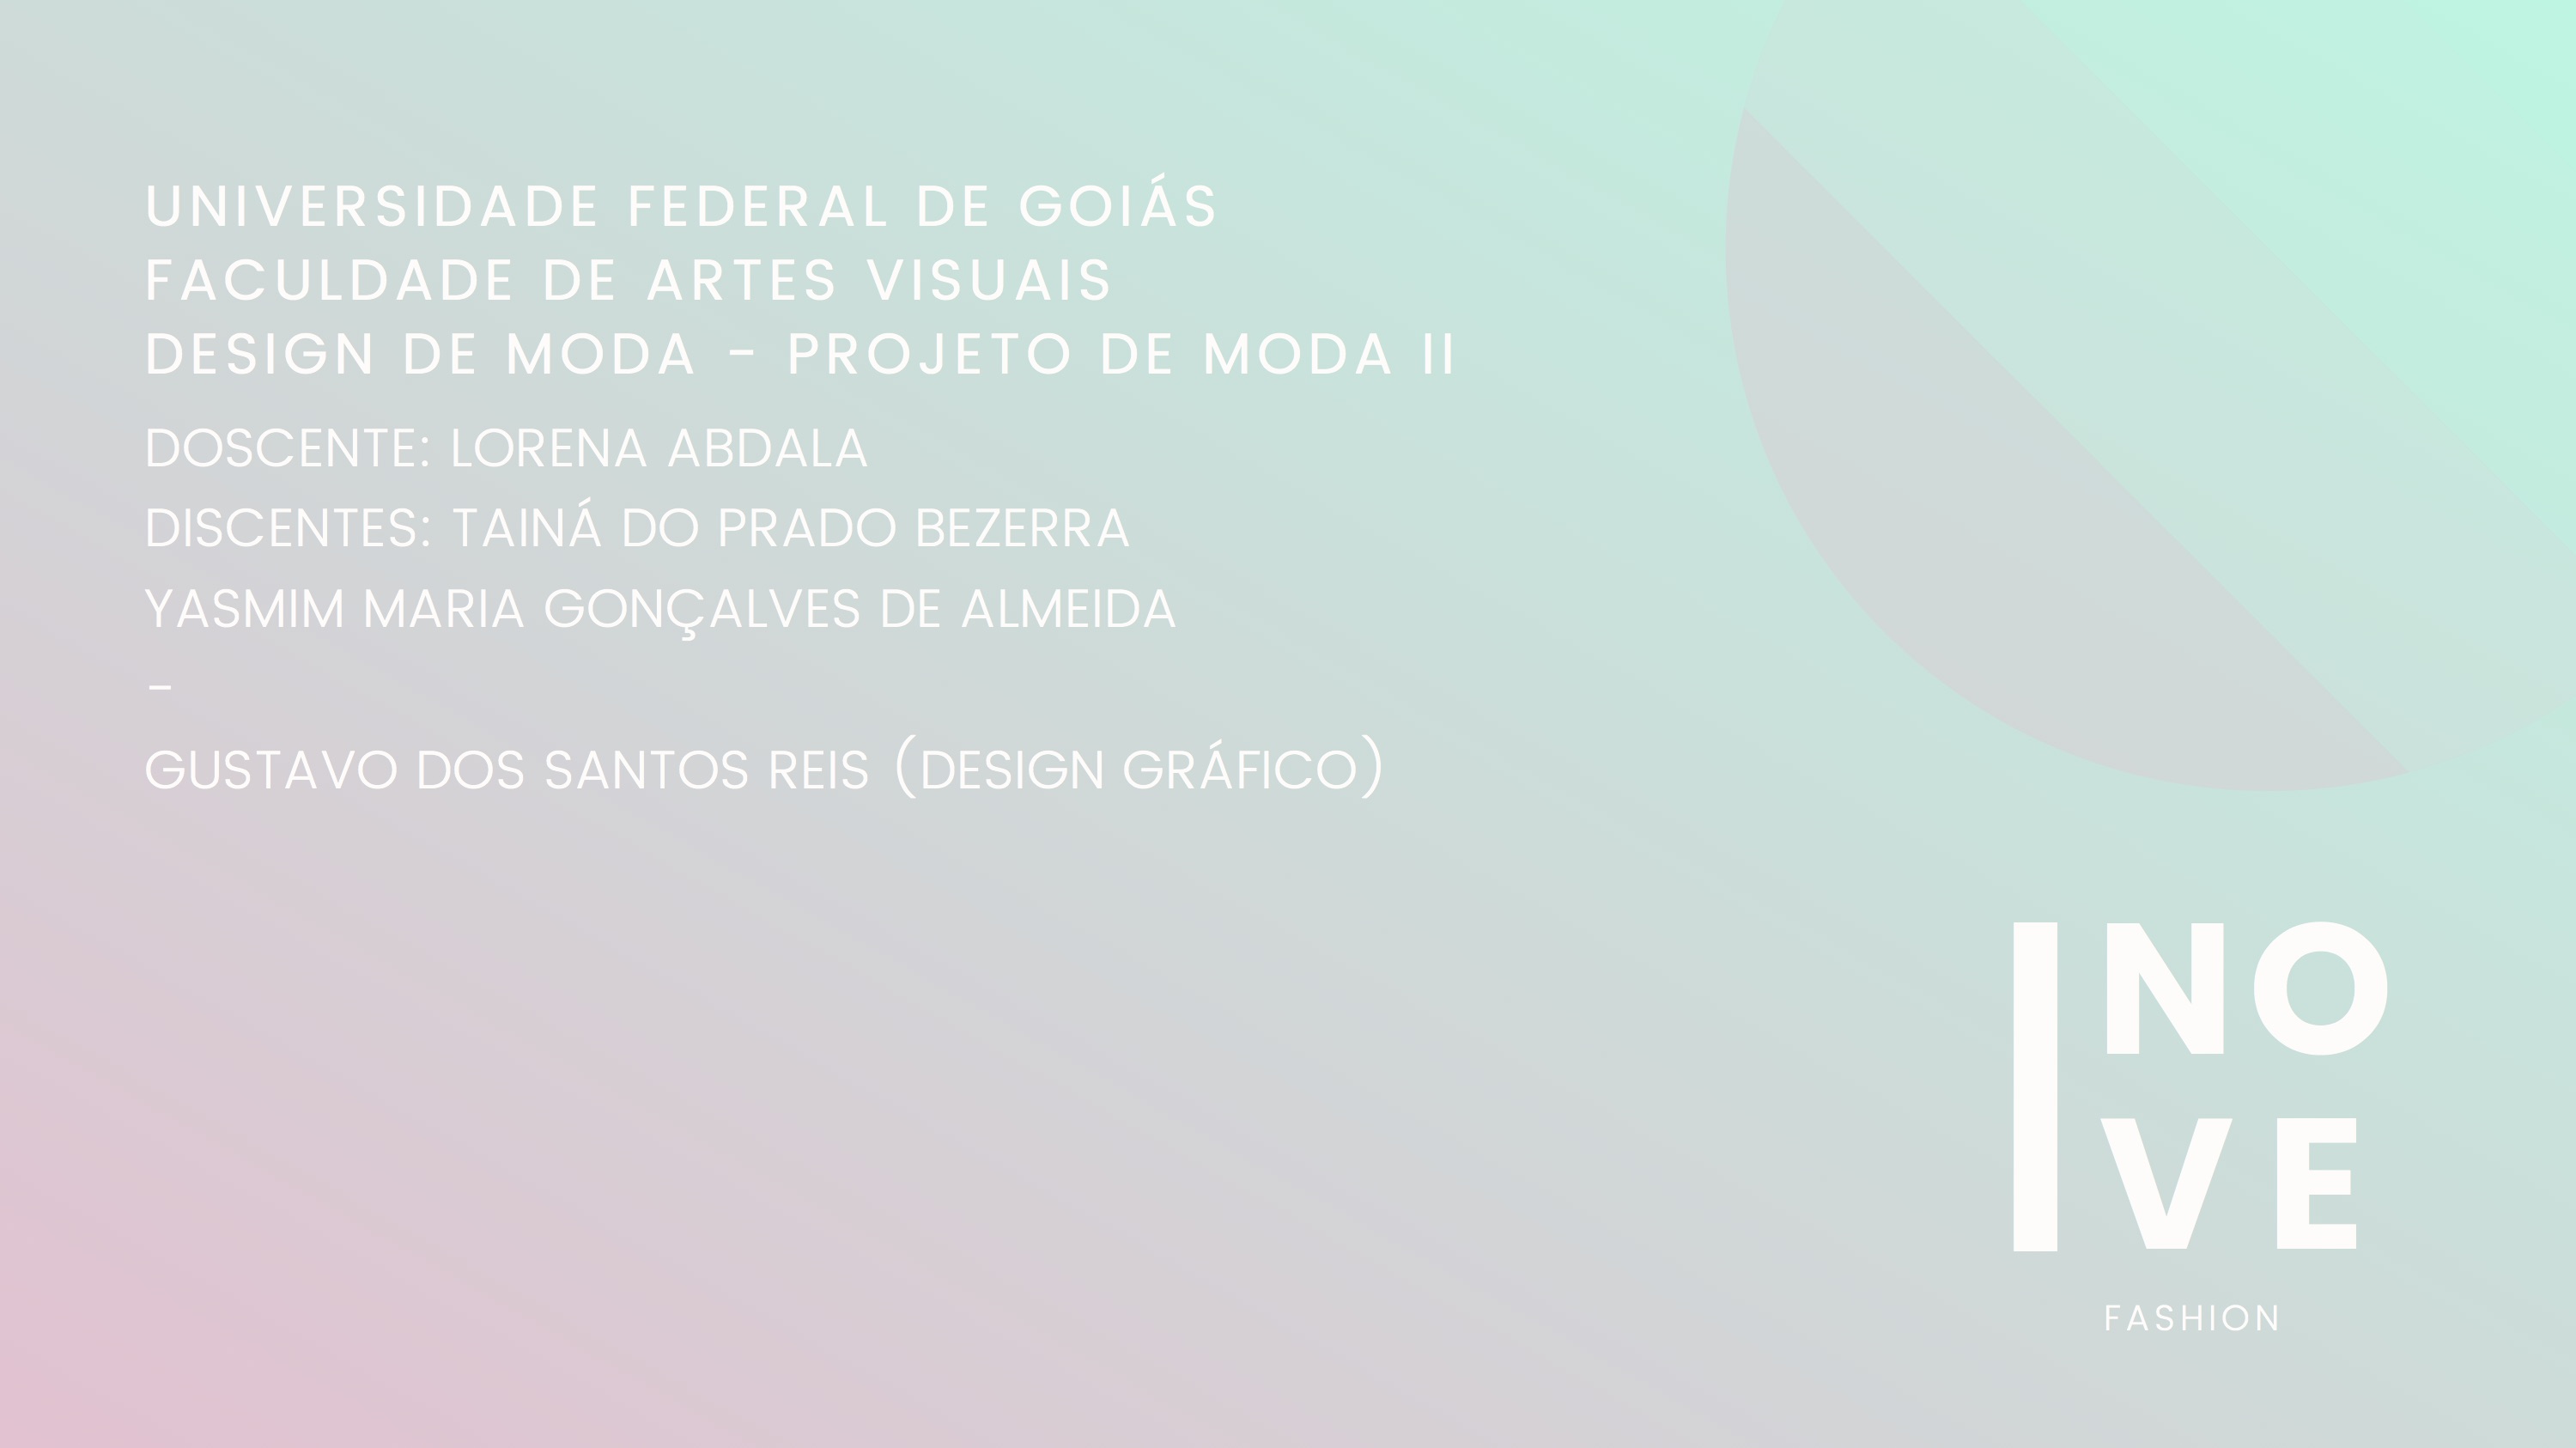 UNIVERSIDADE FEDERAL DE GOIÁS
FACULDADE DE ARTES VISUAIS
DESIGN DE MODA - PROJETO DE MODA II
DOSCENTE: LORENA ABDALA
DISCENTES: TAINÁ DO PRADO BEZERRA
YASMIM MARIA GONÇALVES DE ALMEIDA
-
GUSTAVO DOS SANTOS REIS (DESIGN GRÁFICO)
INO
VE
FASHION